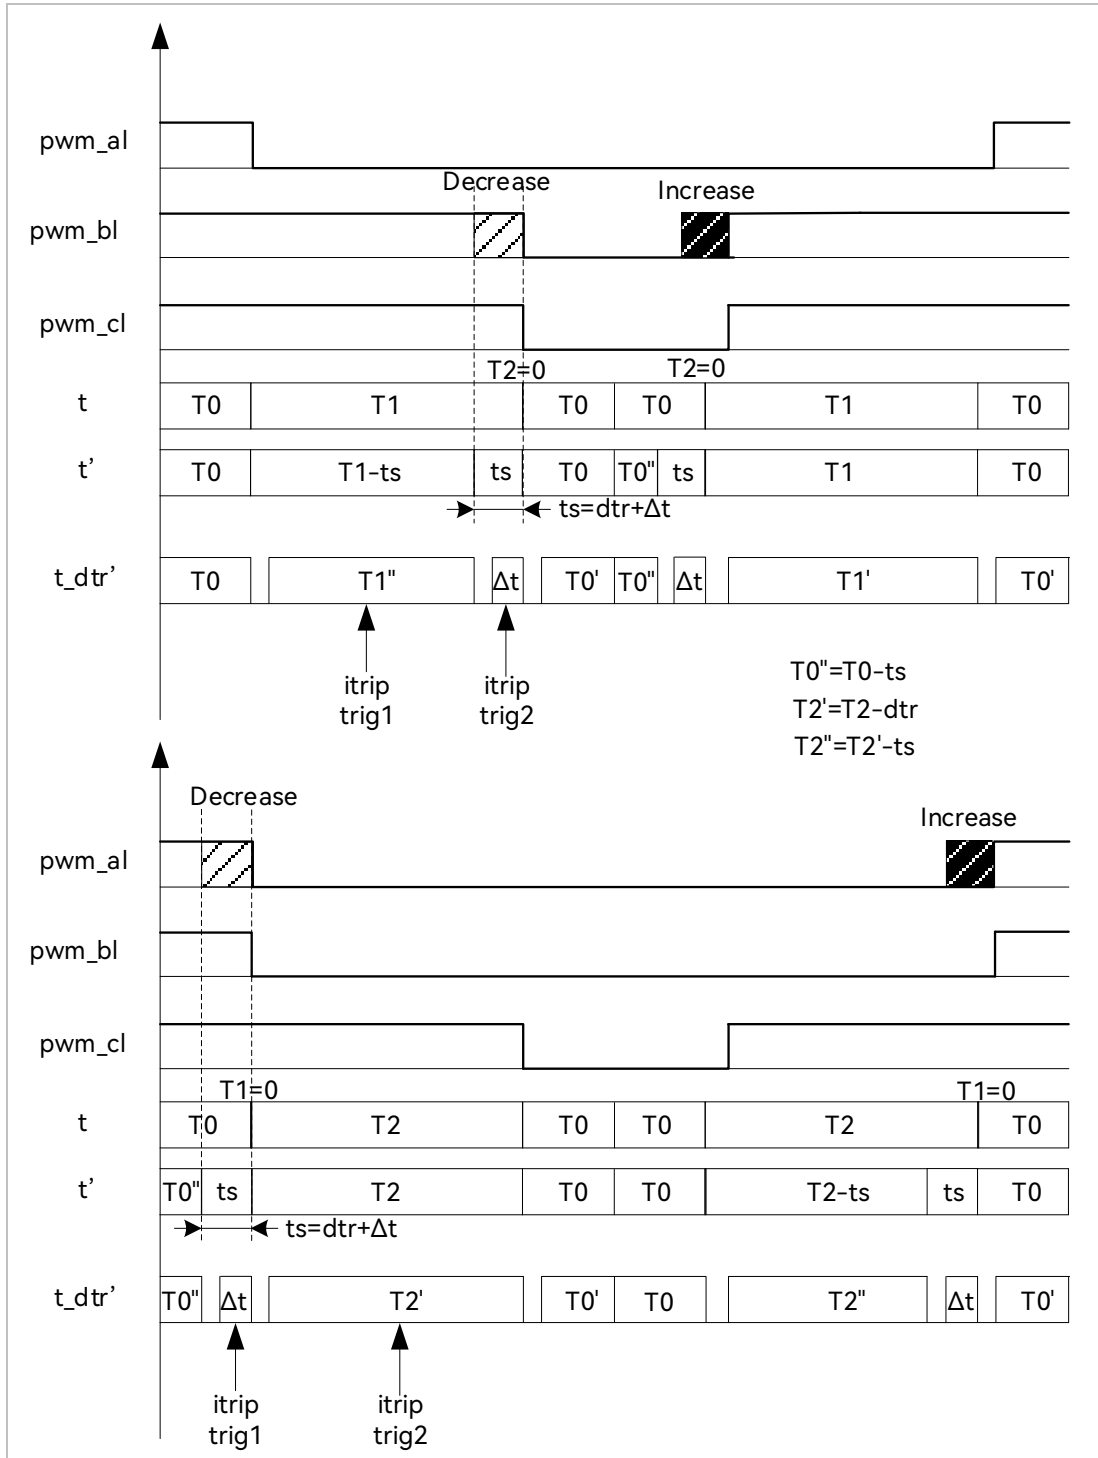 pwm_al
Decrease
Increase
pwm_bl
pwm_cl
T2=0 T2=0
t T0 T1 T0 T0 T1 T0
t’ T0 T1-ts ts T0 T0" ts T1 T0
ts=dtr+Δt
t_dtr’ T0 T1" Δt T0' T0" Δt T1' T0'
itrip
trig1
itrip
trig2
T0"=T0-ts
T2'=T2-dtr
T2"=T2'-ts
Decrease
Increase
pwm_al
pwm_bl
pwm_cl
T1=0 T1=0
t T0 T2 T0 T0 T2 T0
t’ T0" ts T2 T0 T0 T2-ts ts T0
ts=dtr+Δt
t_dtr’ T0" Δt T2' T0' T0 T2" Δt T0'
itrip
trig1
itrip
trig2